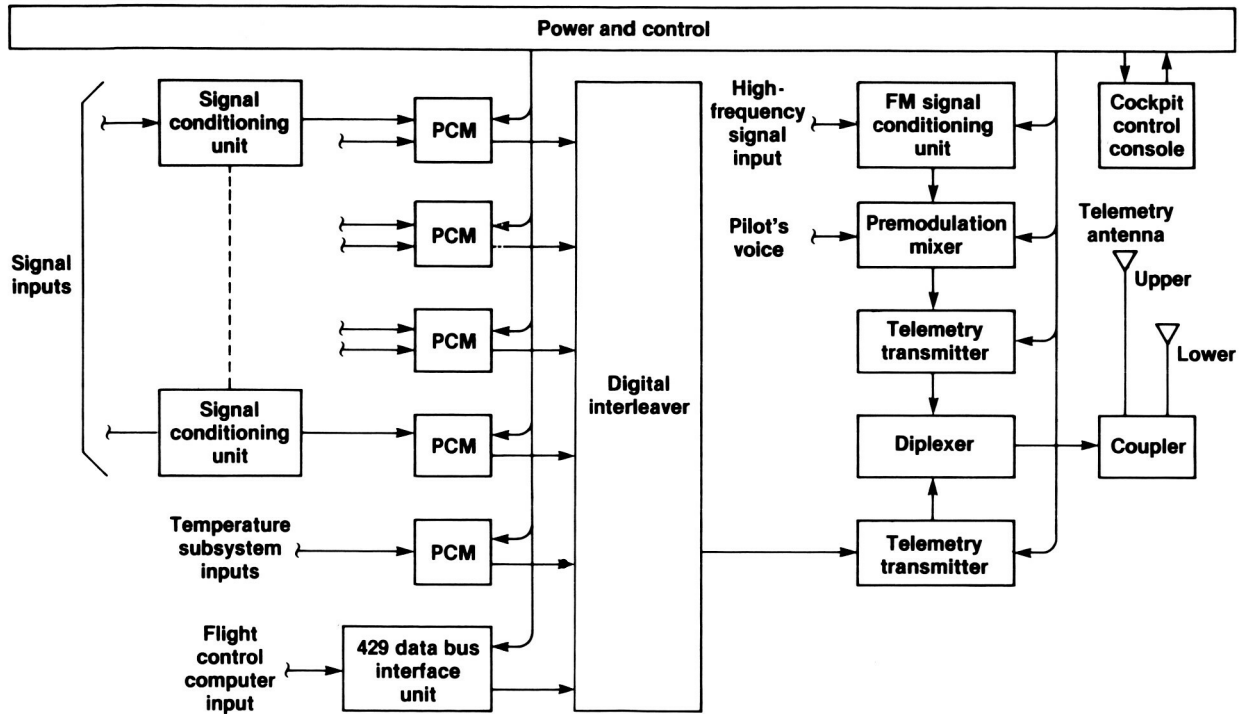 Power and control
Signal
conditioning
unit
PCM
PCM
PCM
Signal
inputs
Signal
conditioning
unit
PCM
Temperature
subsystem
inputs
PCM
Flight
control
computer
input
429 data bus
interface
unit
Digital
interleaver
High-
frequency
signal
input
FM signal
conditioning
unit
Pilot's
voice
Premodulation
mixer
Telemetry
transmitter
Diplexer
Telemetry
transmitter
Cockpit
control
console
Telemetry
antenna
Upper
Lower
Coupler